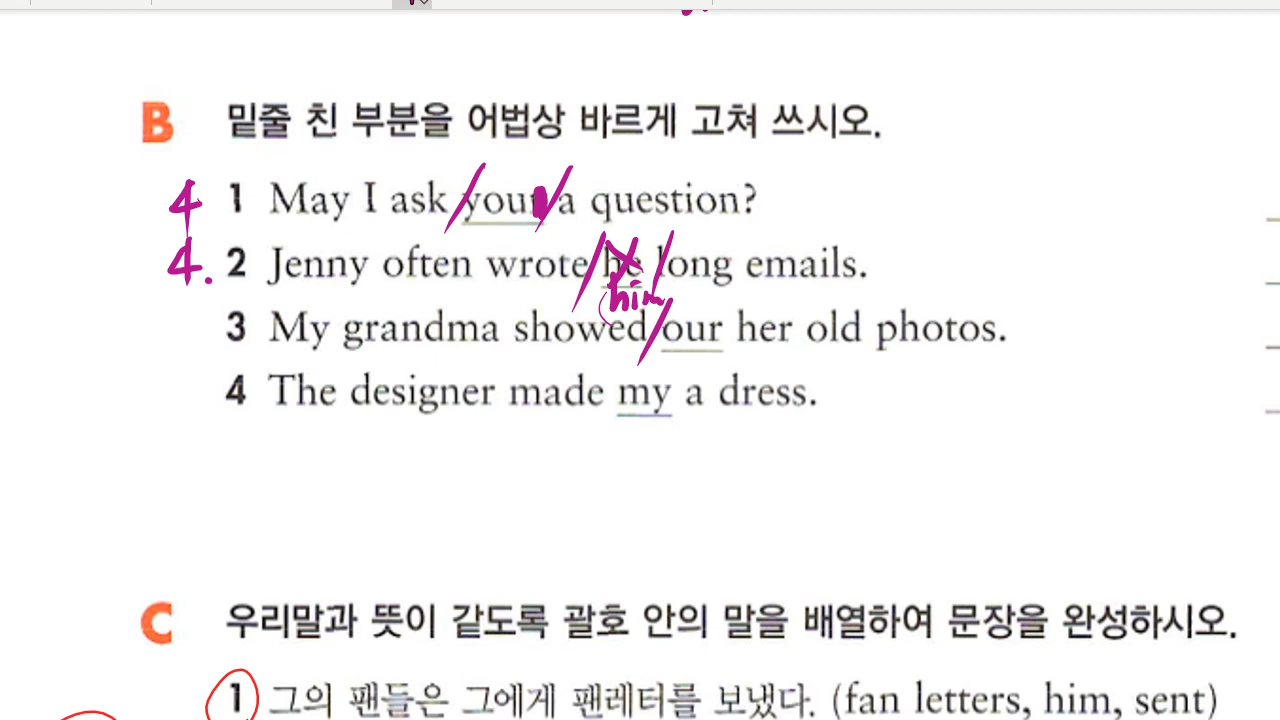 B 밑줄 친 부분을 어법상 바르게 고쳐 쓰시오.
4 1 May I ask your a question?
4. 2 Jenny often wrote he long emails.
him
3 My grandma showed our her old photos.
4 The designer made my a dress.
C 우리말과 뜻이 같도록 괄호 안의 말을 배열하여 문장을 완성하시오.
1 그의 팬들은 그에게 팬레터를 보냈다. (fan letters, him, sent)